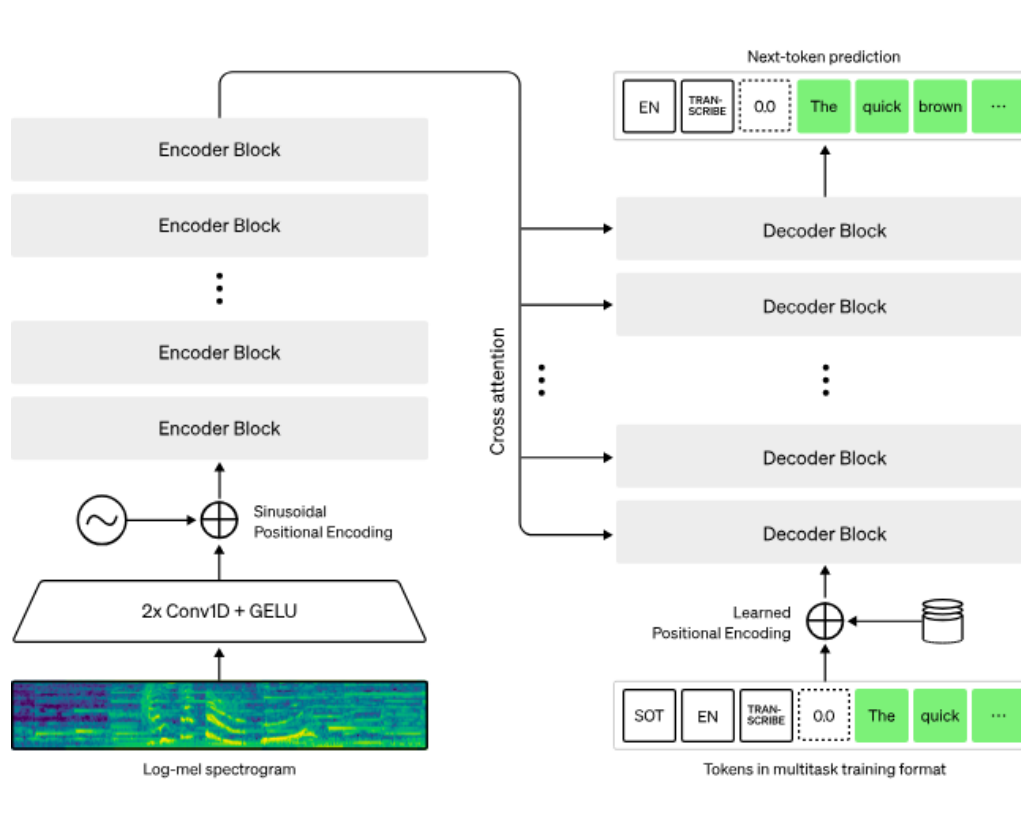 Next-token prediction
EN
TRAN-
SCRIBE
0.0
The
quick
brown
...
Encoder Block
Encoder Block
Encoder Block
Encoder Block
Cross attention
Decoder Block
Decoder Block
Decoder Block
Decoder Block
Sinusoidal
Positional Encoding
2x Conv1D + GELU
Log-mel spectrogram
Learned
Positional Encoding
SOT
EN
TRAN-
SCRIBE
0.0
The
quick
...
Tokens in multitask training format